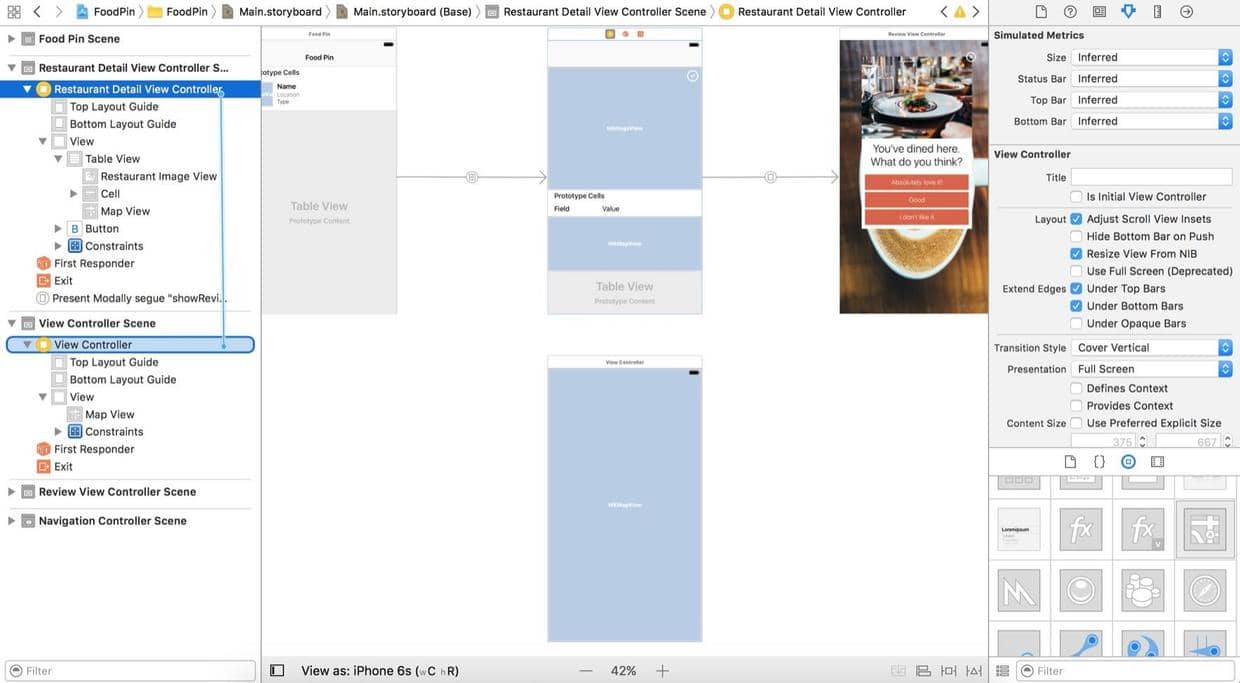 FoodPin FoodPin Main.storyboard Main.storyboard (Base) Restaurant Detail View Controller Scene Restaurant Detail View Controller
Food Pin Scene
Restaurant Detail View Controller S...
Restaurant Detail View Controller
Top Layout Guide
Bottom Layout Guide
View
Table View
Restaurant Image View
Cell
Map View
B Button
Constraints
First Responder
Exit
Present Modally segue "showRevi...
View Controller Scene
View Controller
Top Layout Guide
Bottom Layout Guide
View
Map View
Constraints
First Responder
Exit
Review View Controller Scene
Navigation Controller Scene
Filter
Food Pin
Food Pin
otype Cells
Name
Location
Type
Table View
Prototype Content
MKMapView
Prototype Cells
Field Value
MKMapView
Table View
Prototype Content
Review View Controller
You've dined here.
What do you think?
Absolutely love it!
Good
I don't like it
View Controller
MKMapView
View as: iPhone 6s (wC hR)
42%
Simulated Metrics
Size Inferred
Status Bar Inferred
Top Bar Inferred
Bottom Bar Inferred
View Controller
Title
Is Initial View Controller
Layout Adjust Scroll View Insets
Hide Bottom Bar on Push
Resize View From NIB
Use Full Screen (Deprecated)
Extend Edges Under Top Bars
Under Bottom Bars
Under Opaque Bars
Transition Style Cover Vertical
Presentation Full Screen
Defines Context
Provides Context
Content Size Use Preferred Explicit Size
375 667
{}
fx fx V
Filter